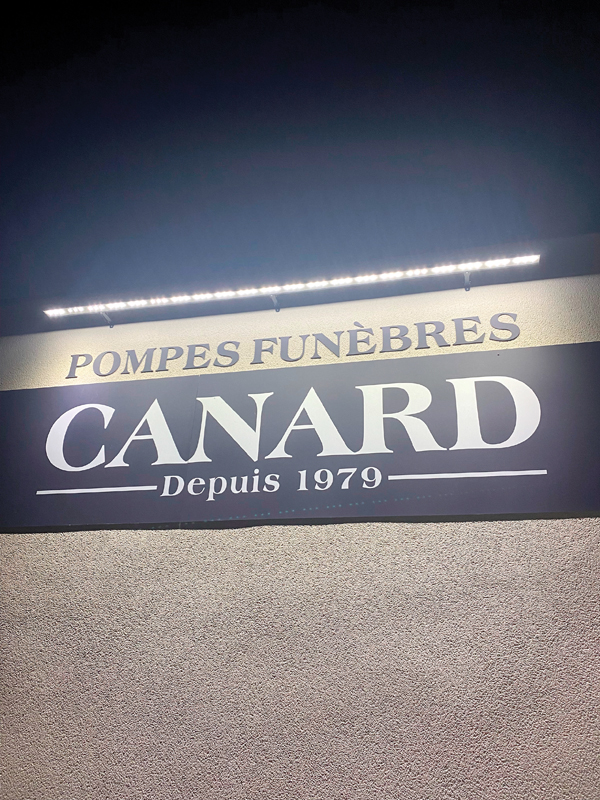 POMPES FUNÈBRES
CANARD
Depuis 1979